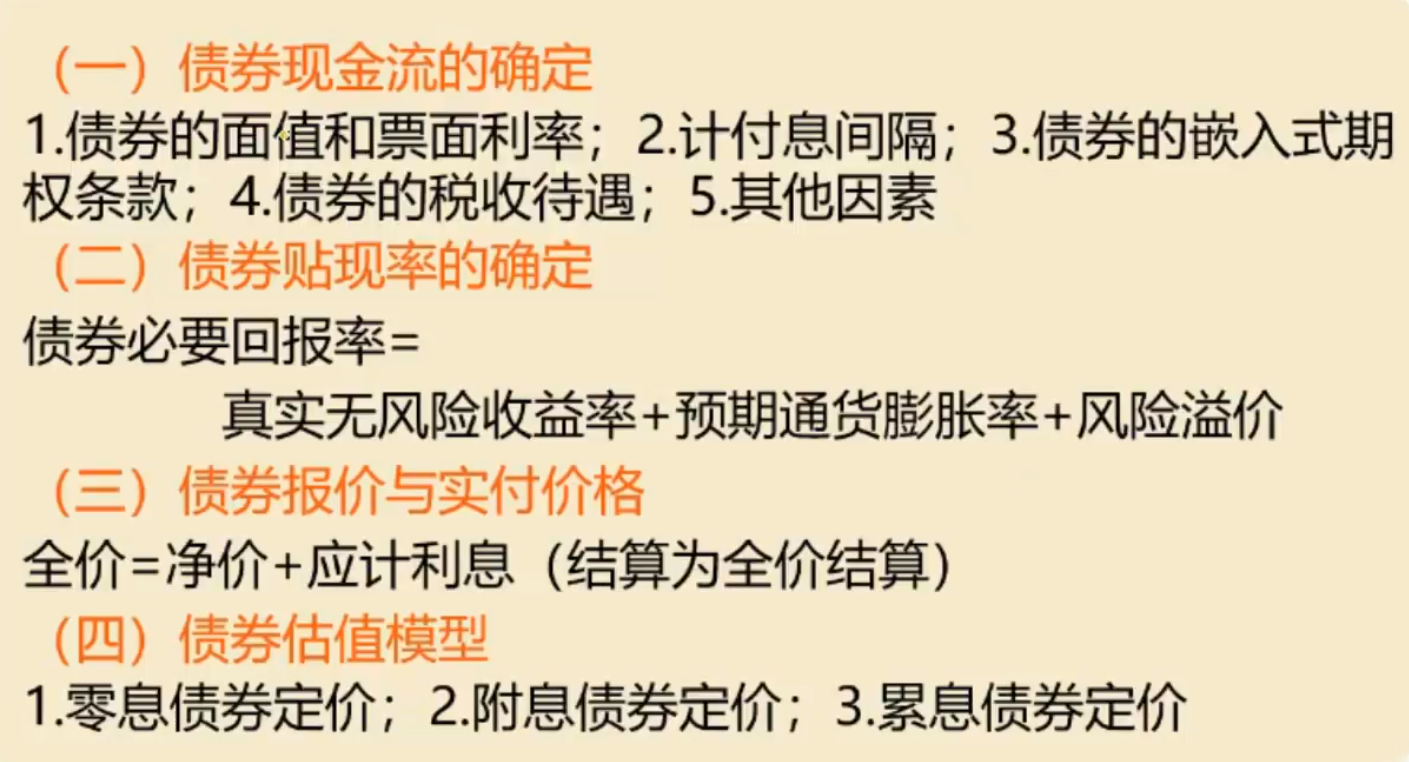 （一）债券现金流的确定
1.债券的面值和票面利率；2.计付息间隔；3.债券的嵌入式期
权条款；4.债券的税收待遇；5.其他因素
（二）债券贴现率的确定
债券必要回报率=
真实无风险收益率+预期通货膨胀率+风险溢价
（三）债券报价与实付价格
全价=净价+应计利息（结算为全价结算）
（四）债券估值模型
1.零息债券定价；2.附息债券定价；3.累息债券定价